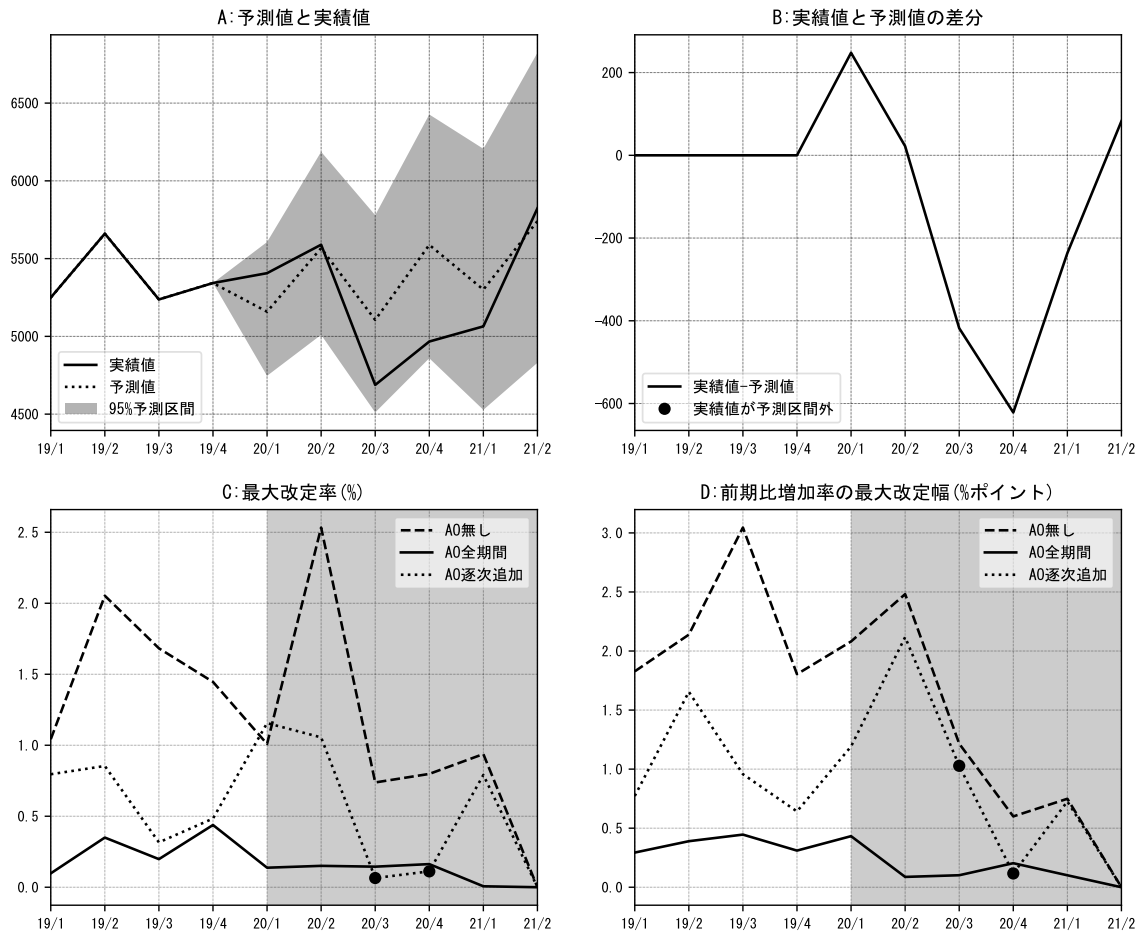 A:予測値と実績値
6500
6000
5500
5000
4500
実績値
予測値
95%予測区間
19/1 19/2 19/3 19/4 20/1 20/2 20/3 20/4 21/1 21/2
B:実績値と予測値の差分
200
0
−200
−400
−600
実績値−予測値
実績値が予測区間外
19/1 19/2 19/3 19/4 20/1 20/2 20/3 20/4 21/1 21/2
C:最大改定率(%)
2.5
2.0
1.5
1.0
0.5
0.0
AO無し
AO全期間
AO逐次追加
19/1 19/2 19/3 19/4 20/1 20/2 20/3 20/4 21/1 21/2
D:前期比増加率の最大改定幅(%ポイント)
3.0
2.5
2.0
1.5
1.0
0.5
0.0
AO無し
AO全期間
AO逐次追加
19/1 19/2 19/3 19/4 20/1 20/2 20/3 20/4 21/1 21/2